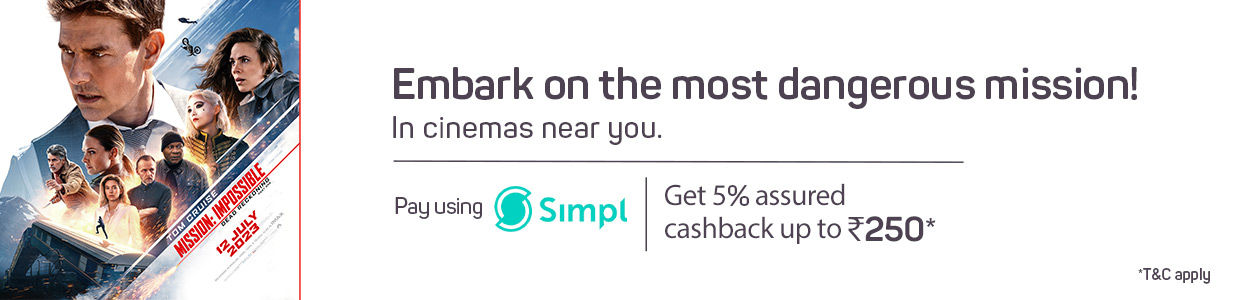 TOM CRUISE
MISSION: IMPOSSIBLE
DEAD RECKONING
12 JULY
2023
Embark on the most dangerous mission!
In cinemas near you.
Pay using Simpl
Get 5% assured
cashback up to ₹250*
*T&C apply